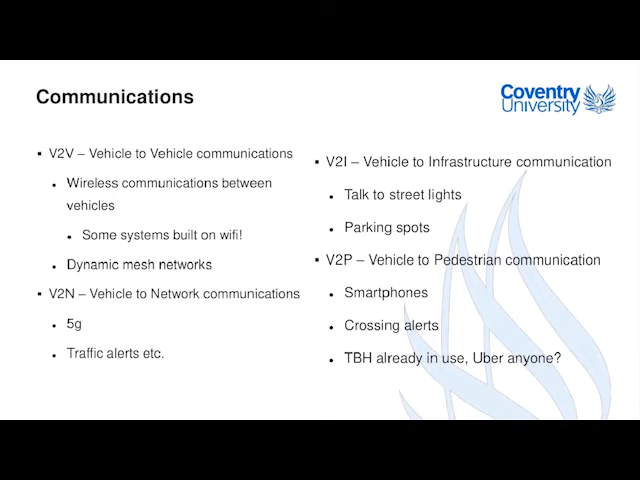 Communications
Coventry
University
▪ V2V – Vehicle to Vehicle communications
• Wireless communications between
vehicles
• Some systems built on wifi!
• Dynamic mesh networks
▪ V2N – Vehicle to Network communications
• 5g
• Traffic alerts etc.
▪ V2I – Vehicle to Infrastructure communication
• Talk to street lights
• Parking spots
▪ V2P – Vehicle to Pedestrian communication
• Smartphones
• Crossing alerts
• TBH already in use, Uber anyone?